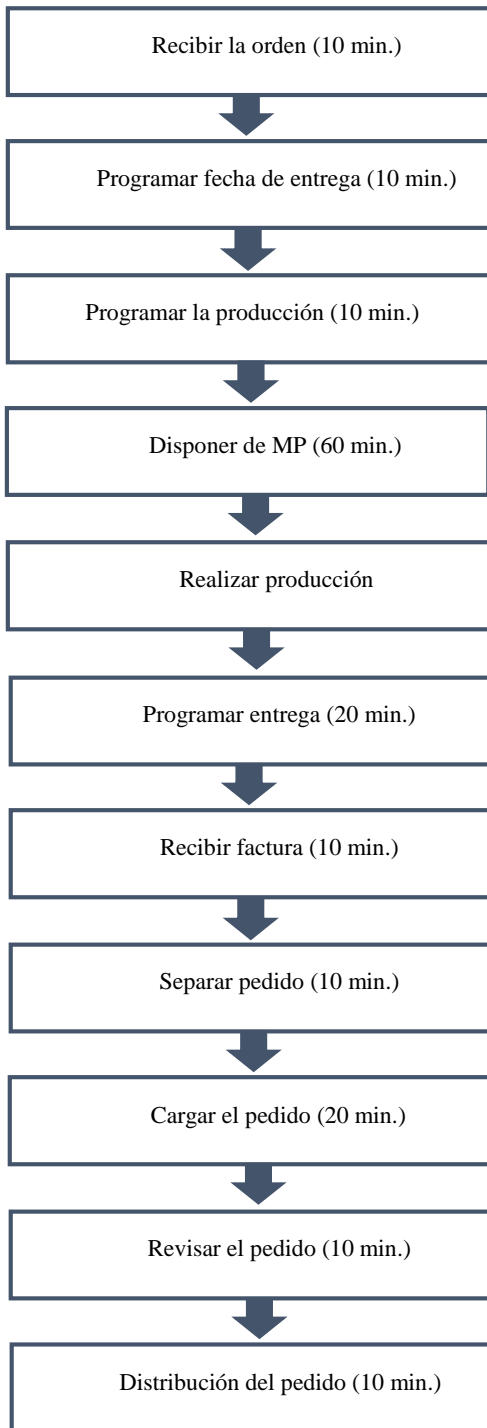 Recibir la orden (10 min.)
Programar fecha de entrega (10 min.)
Programar la producción (10 min.)
Disponer de MP (60 min.)
Realizar producción
Programar entrega (20 min.)
Recibir factura (10 min.)
Separar pedido (10 min.)
Cargar el pedido (20 min.)
Revisar el pedido (10 min.)
Distribución del pedido (10 min.)